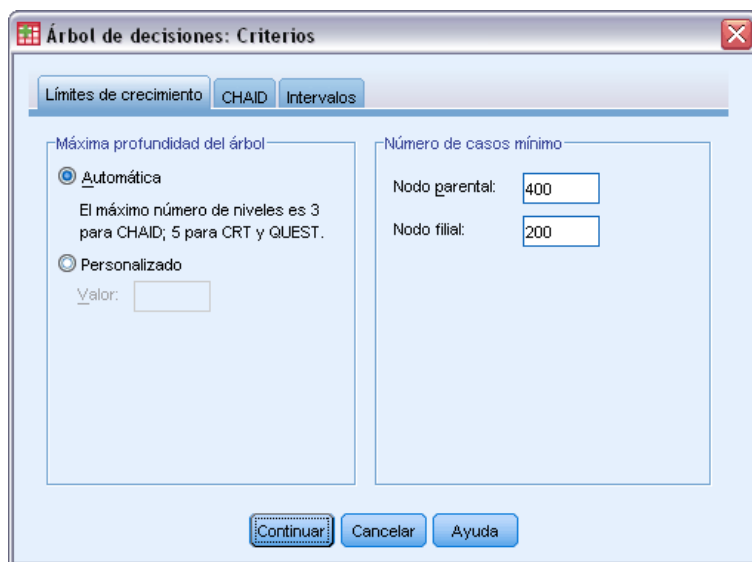 Árbol de decisiones: Criterios
Límites de crecimiento
CHAID
Intervalos
Máxima profundidad del árbol
Automática
El máximo número de niveles es 3
para CHAID; 5 para CRT y QUEST.
Personalizado
Valor:
Número de casos mínimo
Nodo parental: 400
Nodo filial: 200
Continuar
Cancelar
Ayuda